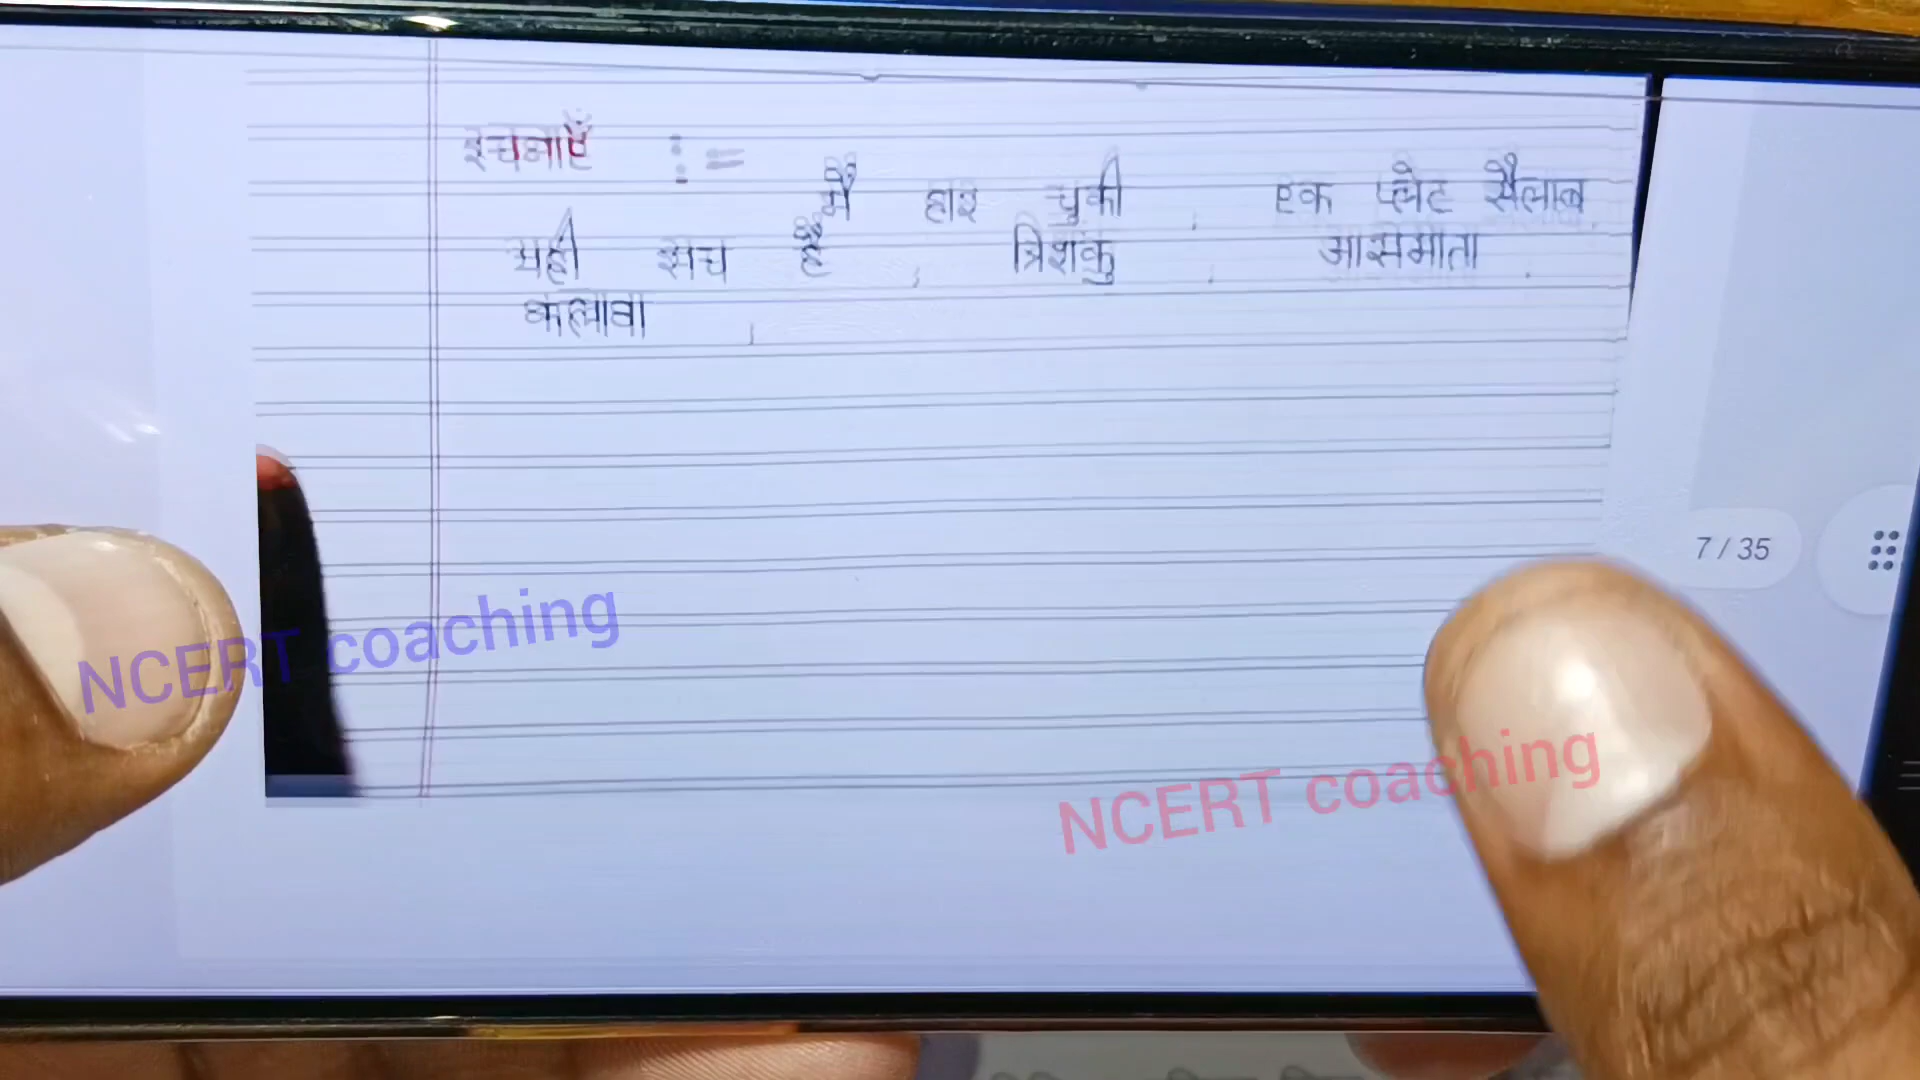 रचनाएँ :=
मैं हार चुकी , एक प्लेट सैलाब ,
यही सच है , त्रिशंकु , आसमाता ,
कलावा ,
7 / 35
NCERT coaching
NCERT coaching